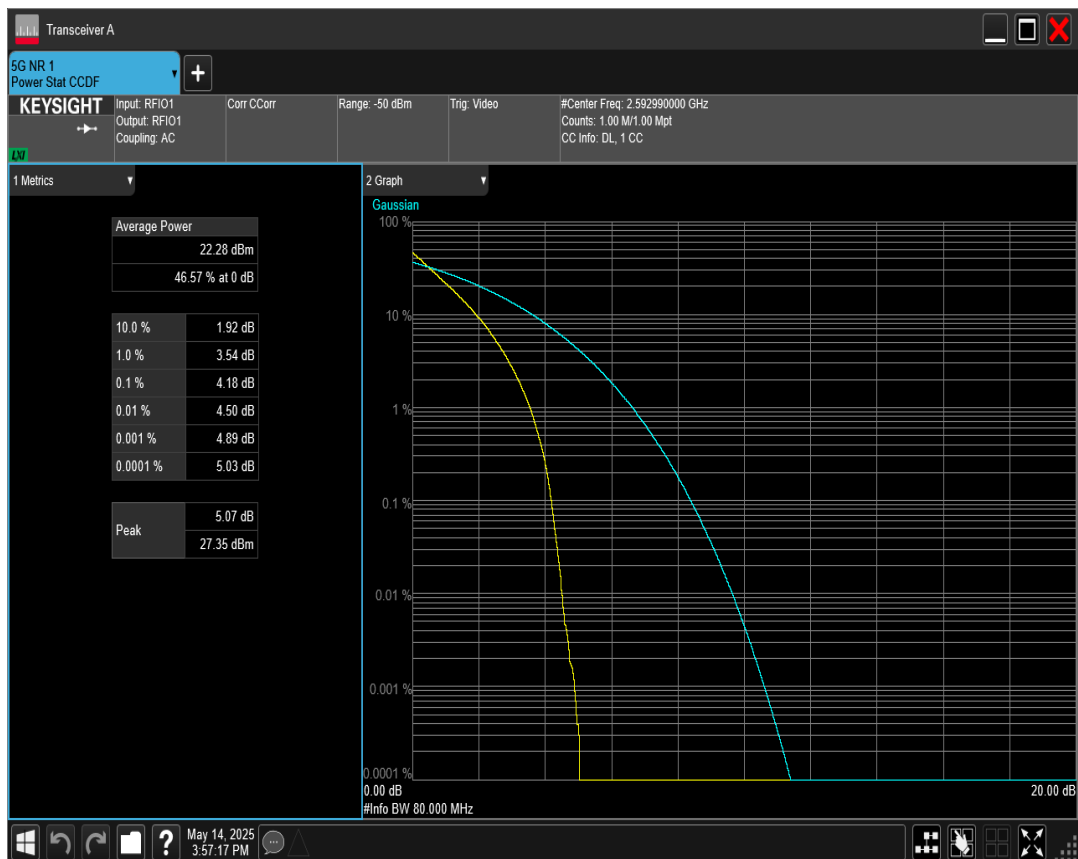 Transceiver A
5G NR 1
Power Stat CCDF
KEYSIGHT
LXI
Input: RFIO1
Output: RFIO1
Coupling: AC
Corr CCorr
Range: -50 dBm
Trig: Video
#Center Freq: 2.592990000 GHz
Counts: 1.00 M/1.00 Mpt
CC Info: DL, 1 CC
1 Metrics
Average Power
22.28 dBm
46.57 % at 0 dB
10.0 % 1.92 dB
1.0 % 3.54 dB
0.1 % 4.18 dB
0.01 % 4.50 dB
0.001 % 4.89 dB
0.0001 % 5.03 dB
Peak 5.07 dB
27.35 dBm
2 Graph
Gaussian
100 %
10 %
1 %
0.1 %
0.01 %
0.001 %
0.0001 %
0.00 dB 20.00 dB
#Info BW 80.000 MHz
?
May 14, 2025
3:57:17 PM